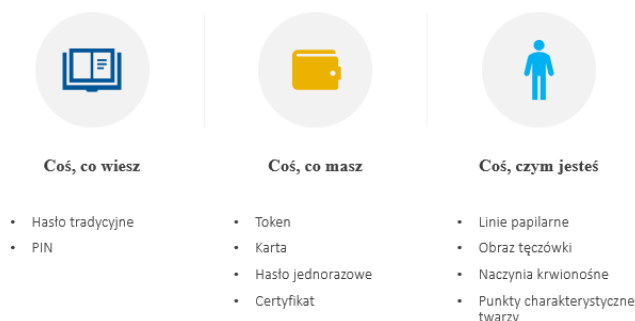 Coś, co wiesz
• Hasło tradycyjne
• PIN
Coś, co masz
• Token
• Karta
• Hasło jednorazowe
• Certyfikat
Coś, czym jesteś
• Linie papilarne
• Obraz tęczówki
• Naczynia krwionośne
• Punkty charakterystyczne
twarzy